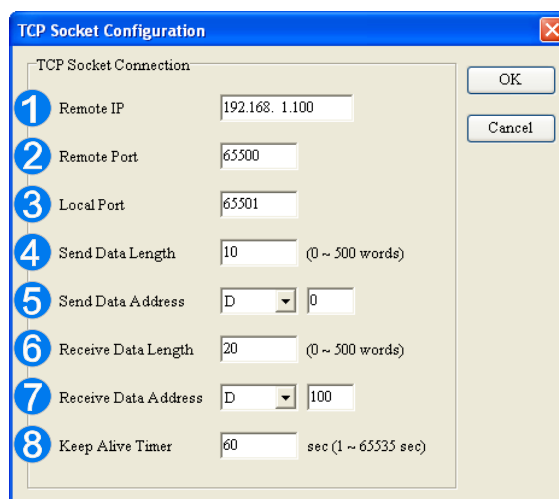 TCP Socket Configuration
TCP Socket Connection
OK
1 Remote IP 192.168. 1.100
Cancel
2 Remote Port 65500
3 Local Port 65501
4 Send Data Length 10 (0 ~ 500 words)
5 Send Data Address D 0
6 Receive Data Length 20 (0 ~ 500 words)
7 Receive Data Address D 100
8 Keep Alive Timer 60 sec (1 ~ 65535 sec)